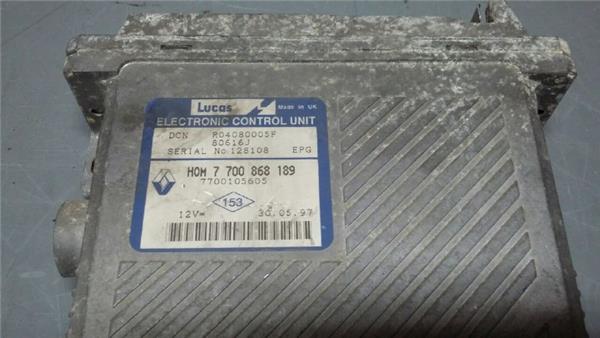 Lucas Made in UK
ELECTRONIC CONTROL UNIT
DCN R04080005F
80616J
SERIAL No 128108 EPG
HOM 7 700 868 189
7700105605
153
12V= 30.05.97